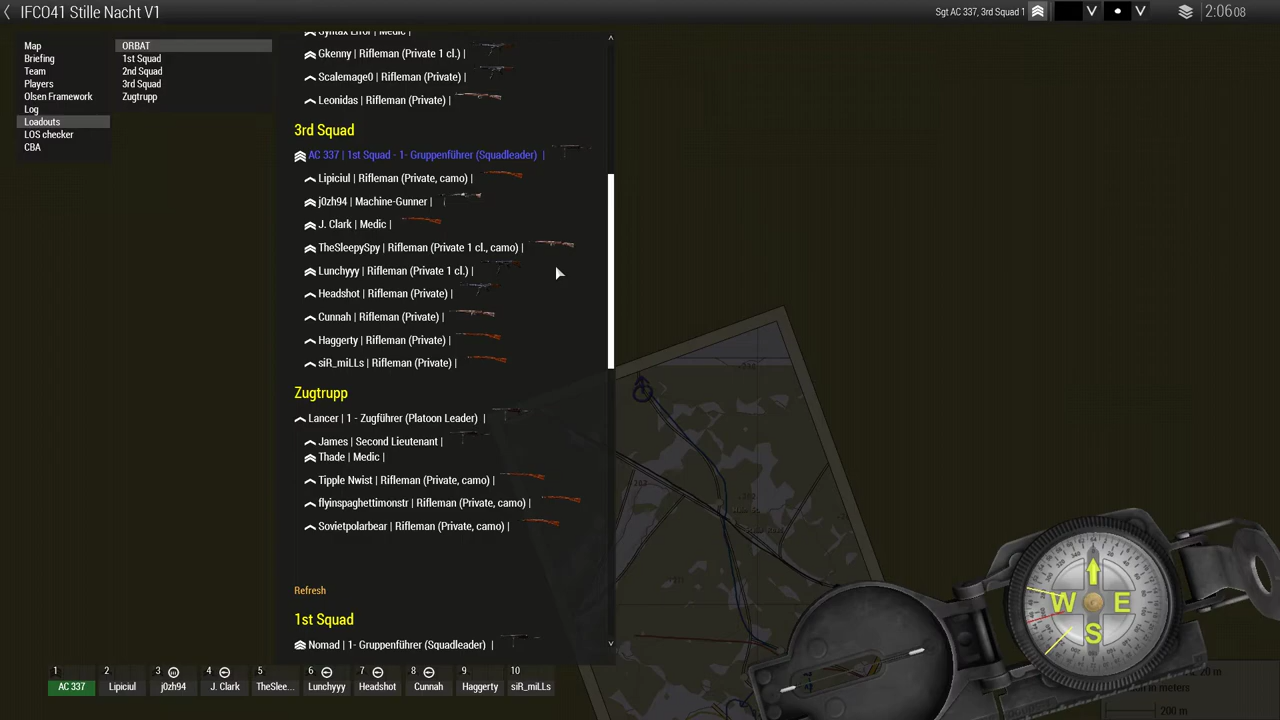 IFCO41 Stille Nacht V1
Sgt AC 337, 3rd Squad 1
2:06 08
Map
Briefing
Team
Players
Olsen Framework
Log
Loadouts
LOS checker
CBA
ORBAT
1st Squad
2nd Squad
3rd Squad
Zugtrupp
Syntax Error | Medic |
Gkenny | Rifleman (Private 1 cl.) |
Scalemage0 | Rifleman (Private) |
Leonidas | Rifleman (Private) |
3rd Squad
AC 337 | 1st Squad - 1- Gruppenführer (Squadleader) |
Lipiciul | Rifleman (Private, camo) |
j0zh94 | Machine-Gunner |
J. Clark | Medic |
TheSleepySpy | Rifleman (Private 1 cl., camo) |
Lunchyyy | Rifleman (Private 1 cl.) |
Headshot | Rifleman (Private) |
Cunnah | Rifleman (Private) |
Haggerty | Rifleman (Private) |
siR_miLLs | Rifleman (Private) |
Zugtrupp
Lancer | 1 - Zugführer (Platoon Leader) |
James | Second Lieutenant |
Thade | Medic |
Tipple Nwist | Rifleman (Private, camo) |
flyinspaghettimonstr | Rifleman (Private, camo) |
Sovietpolarbear | Rifleman (Private, camo) |
Refresh
1st Squad
Nomad | 1- Gruppenführer (Squadleader) |
W E
S
1 2 3 4 5 6 7 8 9 10
AC 337 Lipiciul j0zh94 J. Clark TheSlee... Lunchyyy Headshot Cunnah Haggerty siR_miLLs
20 m
in meters
200 m